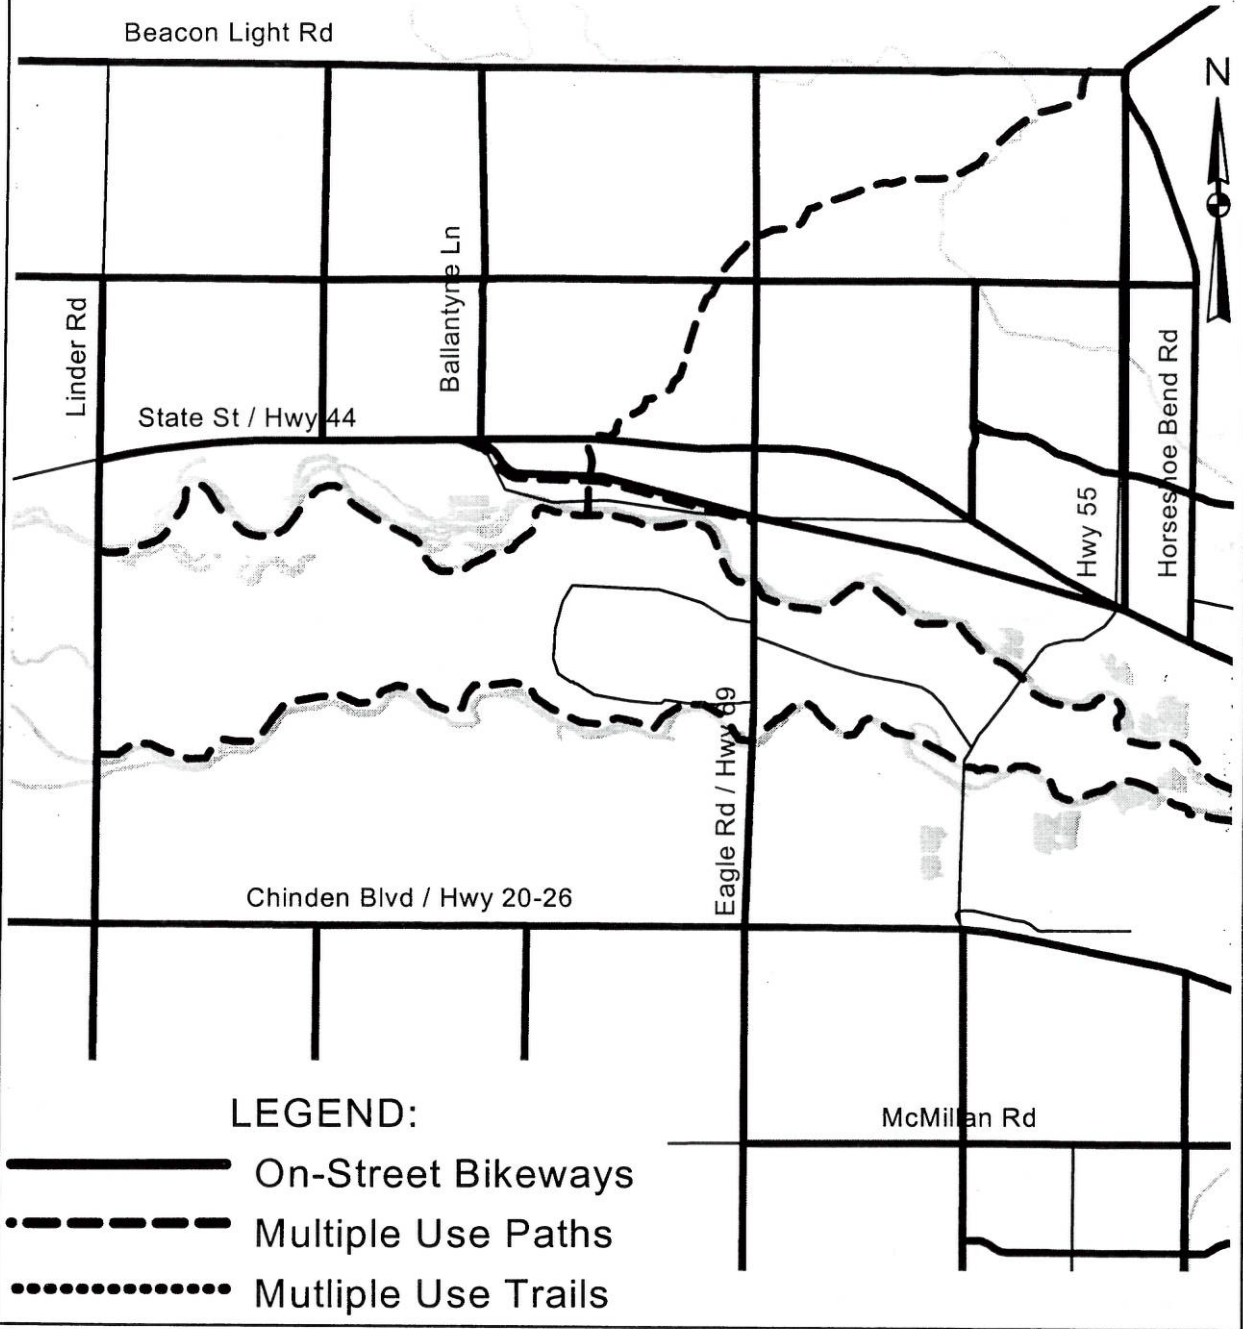 Beacon Light Rd
N
Ballantyne Ln
Linder Rd
State St / Hwy 44
Horseshoe Bend Rd
Hwy 55
Eagle Rd / Hwy 69
Chinden Blvd / Hwy 20-26
McMillan Rd
LEGEND:
On-Street Bikeways
Multiple Use Paths
Mutliple Use Trails